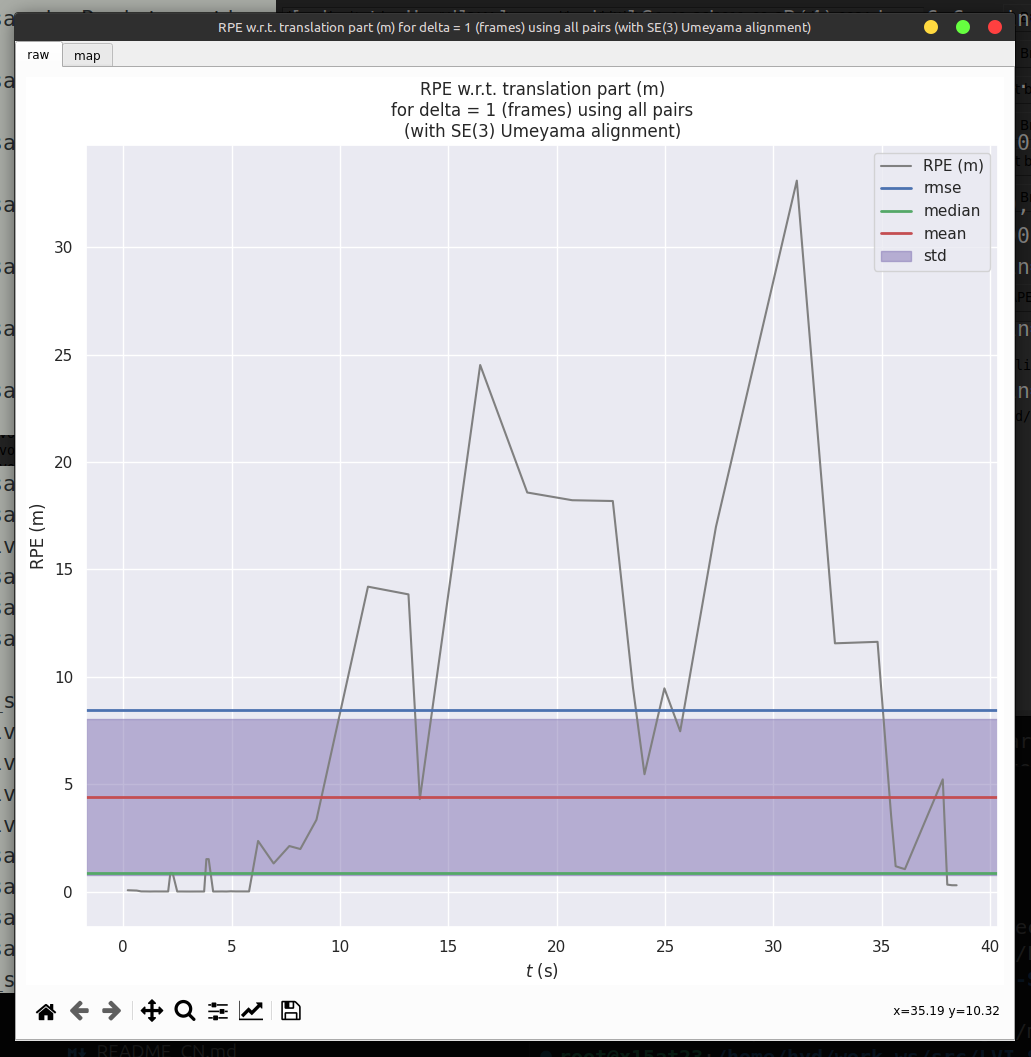 RPE w.r.t. translation part (m) for delta = 1 (frames) using all pairs (with SE(3) Umeyama alignment)
raw
map
RPE w.r.t. translation part (m)
for delta = 1 (frames) using all pairs
(with SE(3) Umeyama alignment)
RPE (m)
rmse
median
mean
std
30
25
20
15
10
5
0
RPE (m)
0 5 10 15 20 25 30 35 40
t (s)
x=35.19 y=10.32
README_CN.md